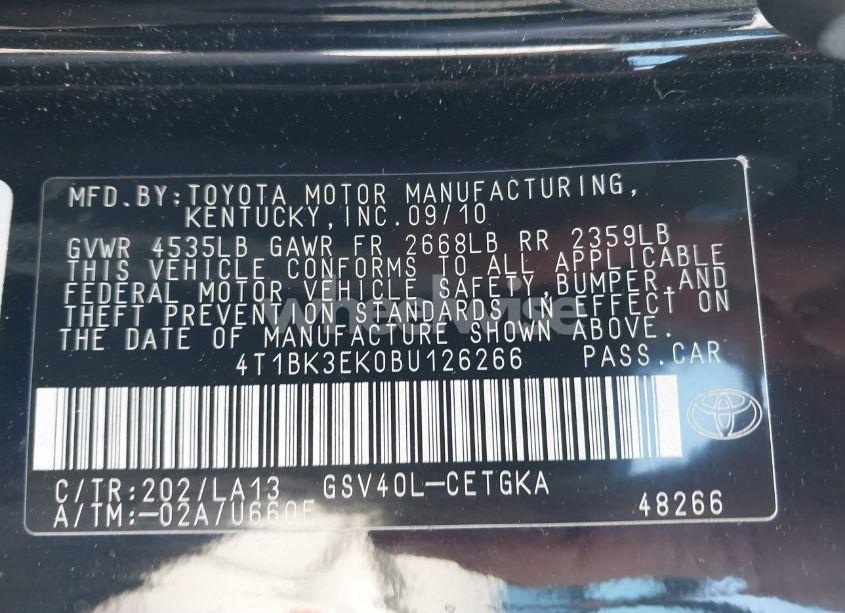 MFD.BY:TOYOTA MOTOR MANUFACTURING,
KENTUCKY,INC.09/10
GVWR 4535LB GAWR FR 2668LB RR 2359LB
THIS VEHICLE CONFORMS TO ALL APPLICABLE
FEDERAL MOTOR VEHICLE SAFETY,BUMPER,AND
THEFT PREVENTION STANDARDS IN EFFECT ON
THE DATE OF MANUFACTURE SHOWN ABOVE.
wheelwise
4T1BK3EK0BU126266 PASS.CAR
C/TR:202/LA13 GSV40L-CETGKA
A/TM:-02A/U660E 48266